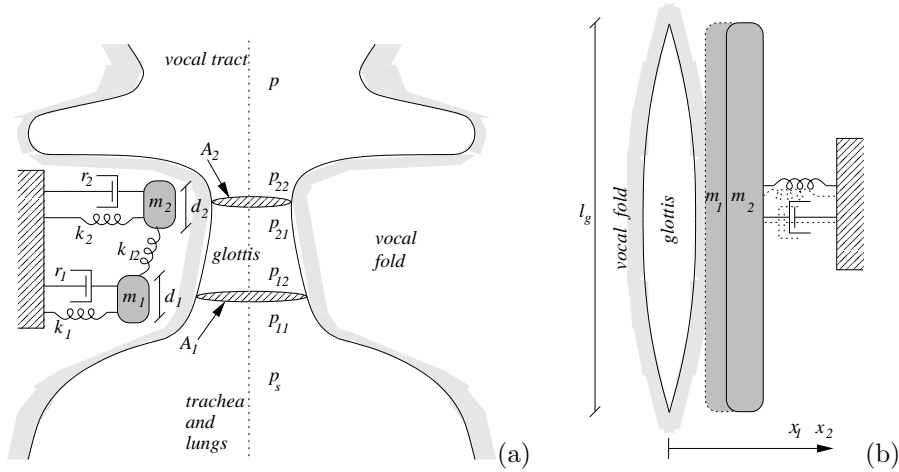 vocal tract
p
A₂
r₂
m₂
d₂
p₂₂
k₂
k₁₂
p₂₁
glottis
vocal
fold
r₁
m₁
d₁
p₁₂
k₁
A₁
p₁₁
pₛ
trachea
and
lungs
(a)
l_g
vocal fold
glottis
m₁
m₂
x₁ x₂
(b)